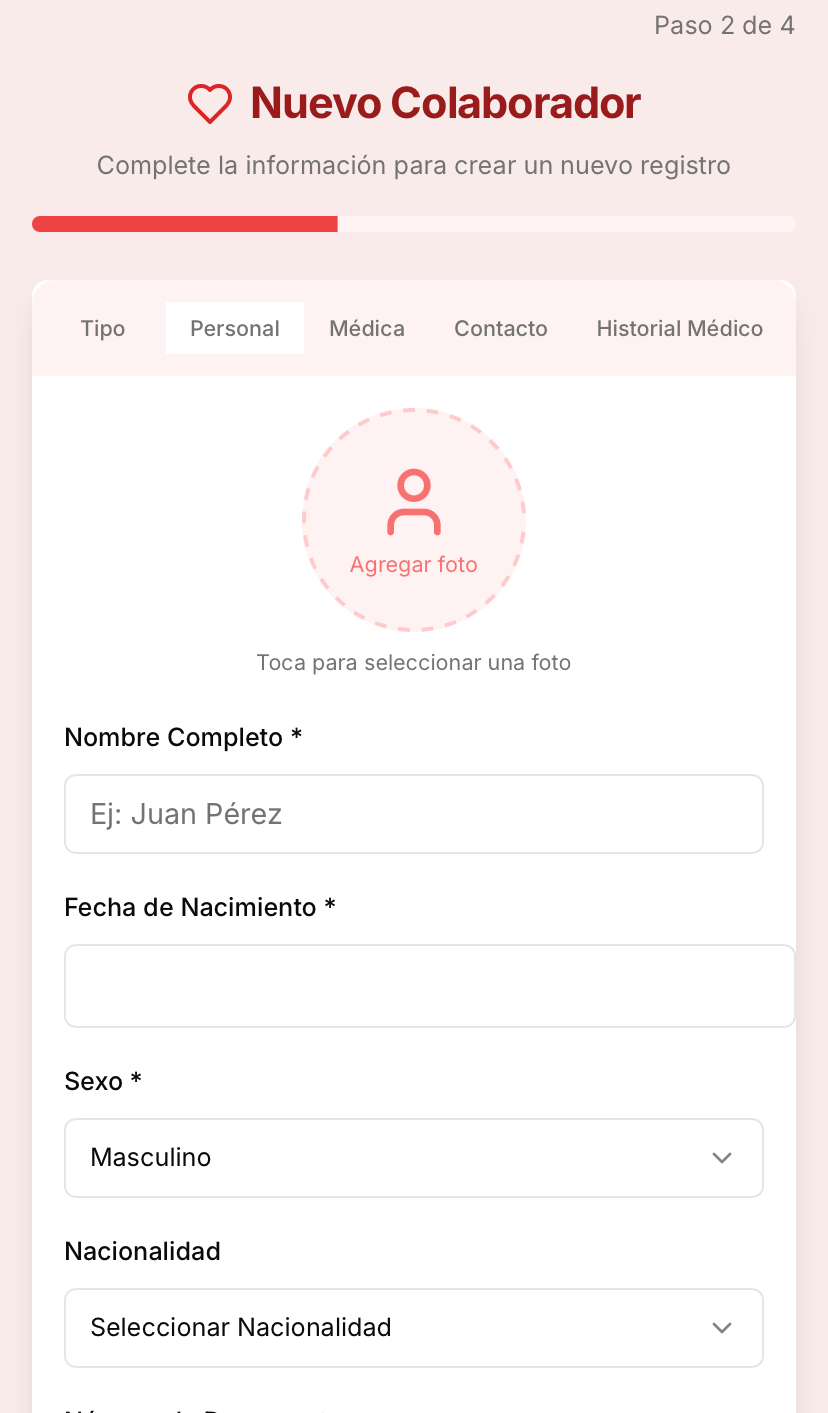 Paso 2 de 4
Nuevo Colaborador
Complete la información para crear un nuevo registro
Tipo Personal Médica Contacto Historial Médico
Agregar foto
Toca para seleccionar una foto
Nombre Completo *
Ej: Juan Pérez
Fecha de Nacimiento *
Sexo *
Masculino
Nacionalidad
Seleccionar Nacionalidad